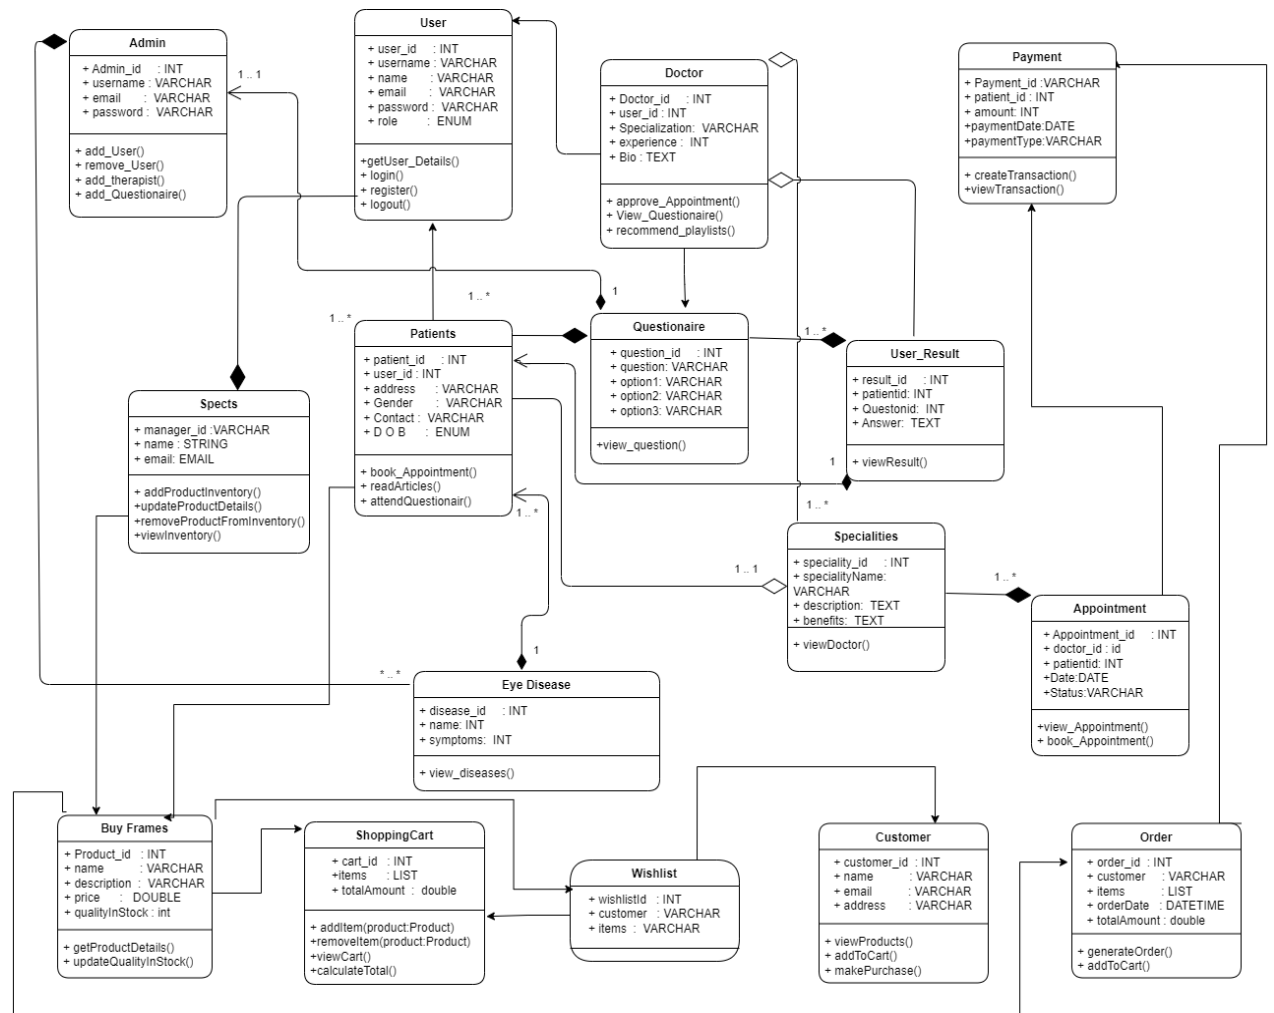 Admin
+ Admin_id : INT
+ username : VARCHAR
+ email : VARCHAR
+ password : VARCHAR
+ add_User()
+ remove_User()
+ add_therapist()
+ add_Questionaire()
1 .. 1
User
+ user_id : INT
+ username : VARCHAR
+ name : VARCHAR
+ email : VARCHAR
+ password : VARCHAR
+ role : ENUM
+getUser_Details()
+ login()
+ register()
+ logout()
Doctor
+ Doctor_id : INT
+ user_id : INT
+ Specialization: VARCHAR
+ experience : INT
+ Bio : TEXT
+ approve_Appointment()
+ View_Questionaire()
+ recommend_playlists()
Payment
+ Payment_id :VARCHAR
+ patient_id : INT
+ amount: INT
+paymentDate:DATE
+paymentType:VARCHAR
+ createTransaction()
+viewTransaction()
1 .. *
1 .. *
1
Patients
+ patient_id : INT
+ user_id : INT
+ address : VARCHAR
+ Gender : VARCHAR
+ Contact : VARCHAR
+ D O B : ENUM
+ book_Appointment()
+ readArticles()
+ attendQuestionair()
1 .. *
Questionaire
+ question_id : INT
+ question: VARCHAR
+ option1: VARCHAR
+ option2: VARCHAR
+ option3: VARCHAR
+view_question()
1 .. *
User_Result
+ result_id : INT
+ patientid: INT
+ Questonid: INT
+ Answer: TEXT
+ viewResult()
1
Spects
+ manager_id :VARCHAR
+ name : STRING
+ email: EMAIL
+ addProductInventory()
+updateProductDetails()
+removeProductFromInventory()
+viewInventory()
1 .. *
1 .. 1
Specialities
+ speciality_id : INT
+ specialityName:
VARCHAR
+ description: TEXT
+ benefits: TEXT
+ viewDoctor()
1 .. *
Appointment
+ Appointment_id : INT
+ doctor_id : id
+ patientid: INT
+Date:DATE
+Status:VARCHAR
+view_Appointment()
+ book_Appointment()
1
* .. *
Eye Disease
+ disease_id : INT
+ name: INT
+ symptoms: INT
+ view_diseases()
Buy Frames
+ Product_id : INT
+ name : VARCHAR
+ description : VARCHAR
+ price : DOUBLE
+ qualityInStock : int
+ getProductDetails()
+ updateQualityInStock()
ShoppingCart
+ cart_id : INT
+items : LIST
+ totalAmount : double
+ addItem(product:Product)
+removeItem(product:Product)
+viewCart()
+calculateTotal()
Wishlist
+ wishlistId : INT
+ customer : VARCHAR
+ items : VARCHAR
Customer
+ customer_id : INT
+ name : VARCHAR
+ email : VARCHAR
+ address : VARCHAR
+ viewProducts()
+ addToCart()
+ makePurchase()
Order
+ order_id : INT
+ customer : VARCHAR
+ items : LIST
+ orderDate : DATETIME
+ totalAmount : double
+ generateOrder()
+ addToCart()